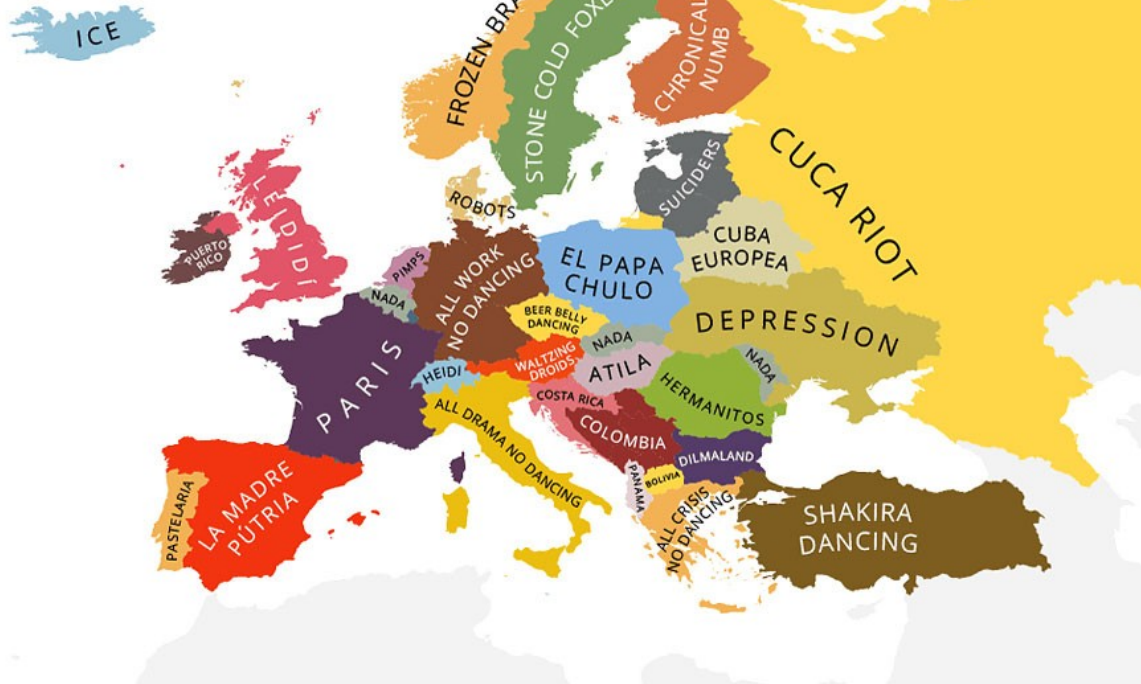 ICE
FROZEN BRA
STONE COLD FOXE
CHRONICAL
NUMB
CUCA RIOT
SUICIDERS
LEIDIDÍ
PUERTO
RICO
ROBOTS
PIMPS
NADA
ALL WORK
NO DANCING
EL PAPA
CHULO
CUBA
EUROPEA
DEPRESSION
BEER BELLY
DANCING
NADA
NADA
WALTZING
DROIDS
ATILA
HEIDI
PARIS
HERMANITOS
COSTA RICA
COLOMBIA
ALL DRAMA NO DANCING
DILMALAND
PANAMA
BOLIVIA
ALL CRISIS
NO DANCING
LA MADRE
PÚTRIA
PASTELARIA
SHAKIRA
DANCING